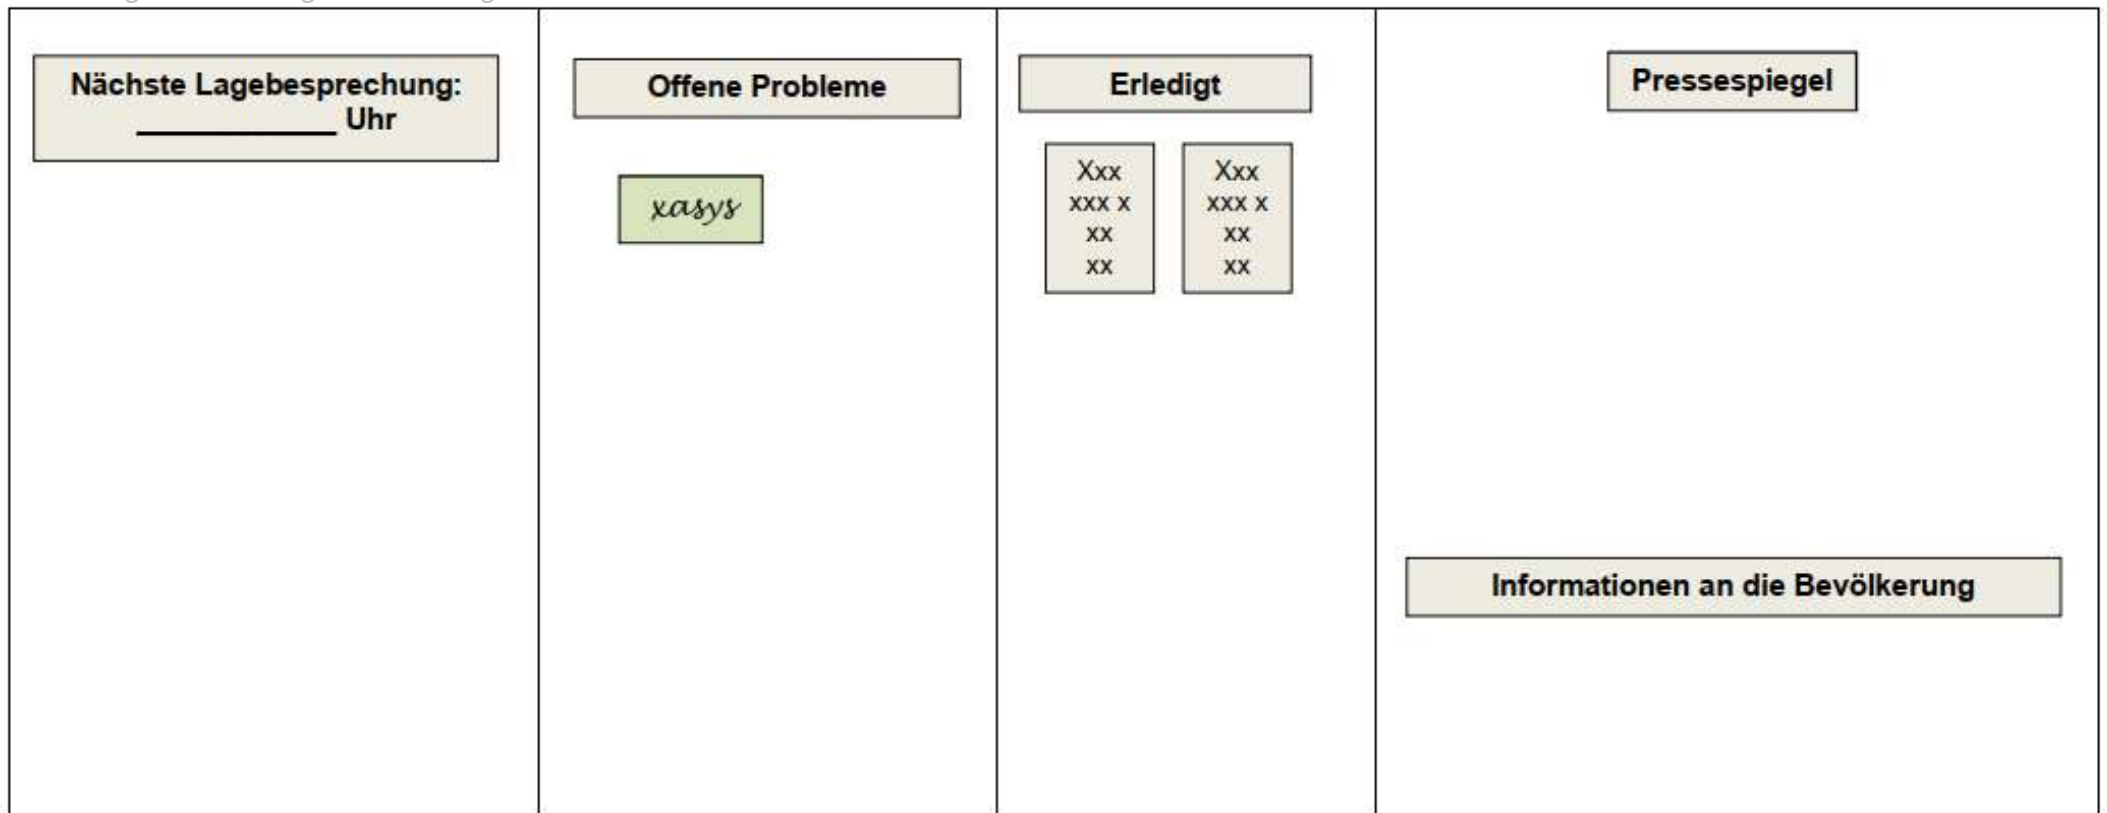 Nächste Lagebesprechung:
____________ Uhr
Offene Probleme
xasys
Erledigt
Xxx
xxx x
xx
xx
Xxx
xxx x
xx
xx
Pressespiegel
Informationen an die Bevölkerung